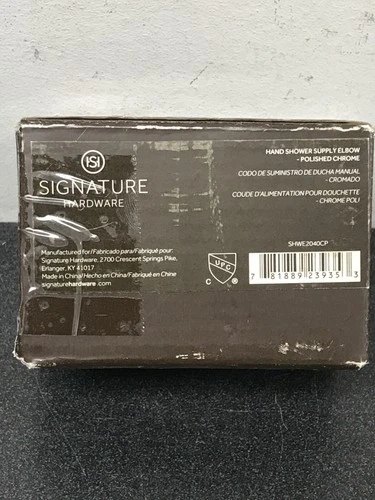 HAND SHOWER SUPPLY ELBOW
- POLISHED CHROME
CODO DE SUMINISTRO DE DUCHA MANUAL
- CROMADO
COUDE D'ALIMENTATION POUR DOUCHETTE
- CHROME POLI
SHWE2040CP
ISI
SIGNATURE
HARDWARE
Manufactured for/Fabricado para/Fabriqué pour:
Signature Hardware, 2700 Crescent Springs Pike,
Erlanger, KY 41017
Made in China/Hecho en China/Fabriqué en Chine
signaturehardware.com
UPC
C ®
7 81889 23935 3